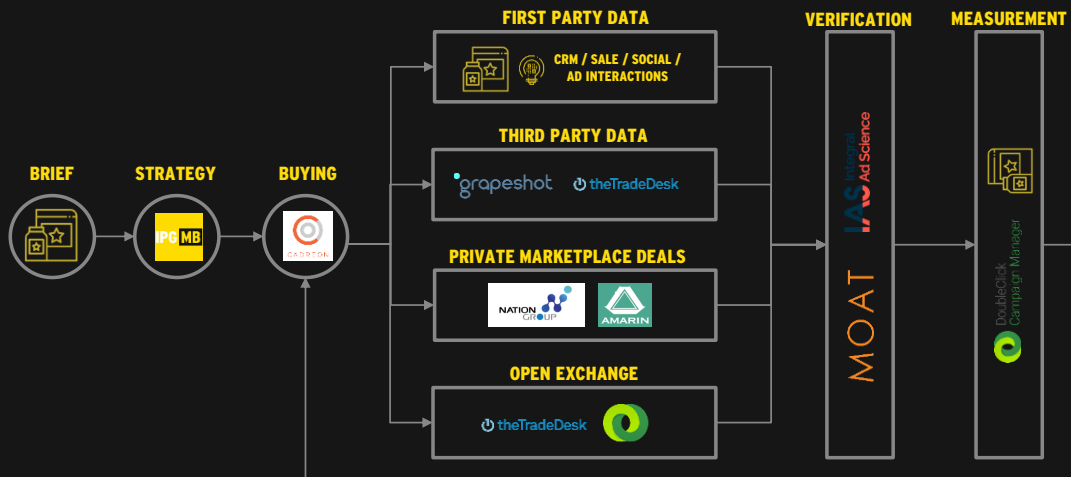 FIRST PARTY DATA
VERIFICATION
MEASUREMENT
CRM / SALE / SOCIAL /
AD INTERACTIONS
THIRD PARTY DATA
grapeshot
theTradeDesk
BRIEF
STRATEGY
BUYING
IPG MB
CADREON
PRIVATE MARKETPLACE DEALS
NATION
GROUP
AMARIN
OPEN EXCHANGE
theTradeDesk
IAS Integral
Ad Science
MOAT
DoubleClick
Campaign Manager